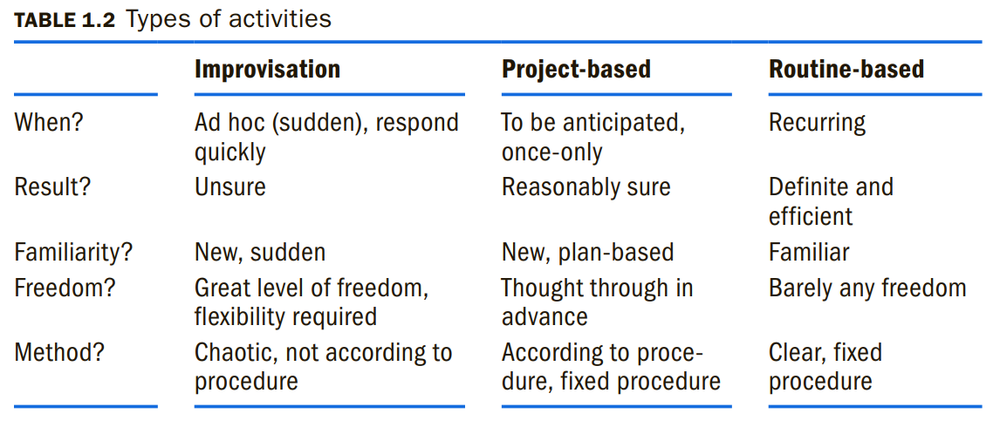 TABLE 1.2 Types of activities
Improvisation Project-based Routine-based
When? Ad hoc (sudden), respond To be anticipated, Recurring
quickly once-only
Result? Unsure Reasonably sure Definite and
efficient
Familiarity? New, sudden New, plan-based Familiar
Freedom? Great level of freedom, Thought through in Barely any freedom
flexibility required advance
Method? Chaotic, not according to According to proce- Clear, fixed
procedure dure, fixed procedure procedure